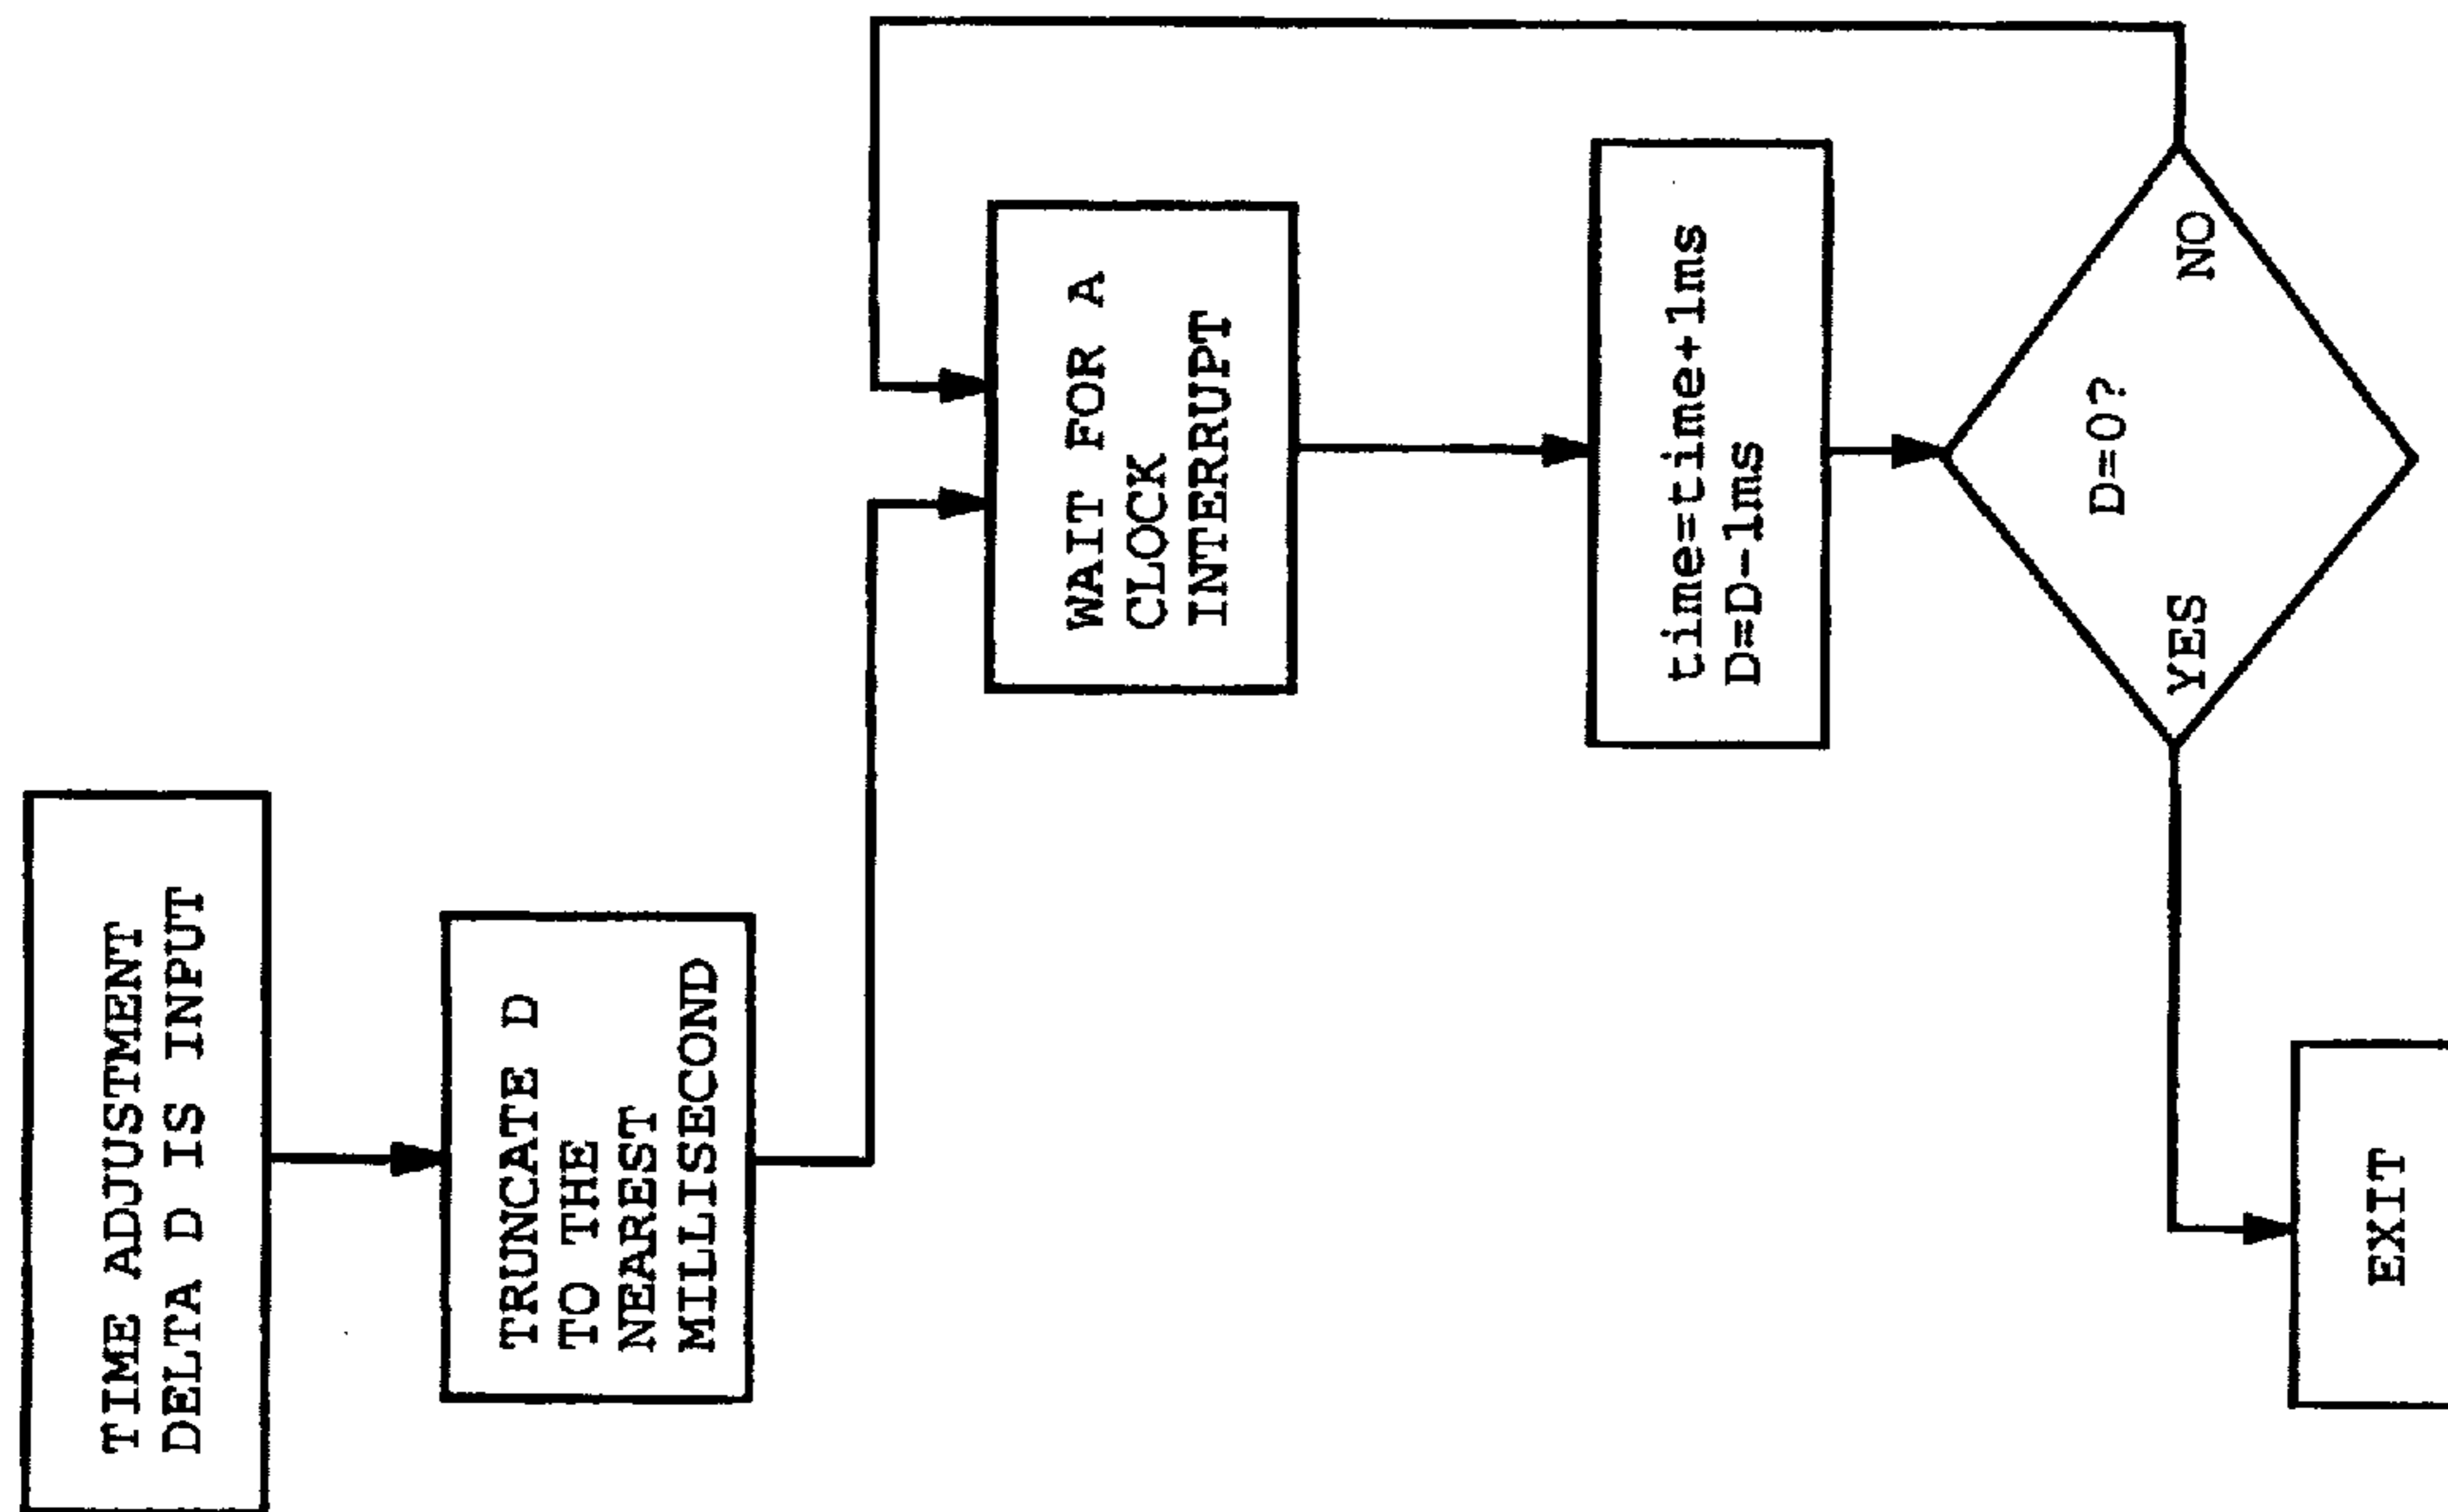 TIME ADJUSTMENT
DELTA D IS INPUT
TRUNCATE D
TO THE
NEAREST
MILLISECOND
WAIT FOR A
CLOCK
INTERRUPT
time=time+1ms
D=D-1ms
D=0?
YES
NO
EXIT